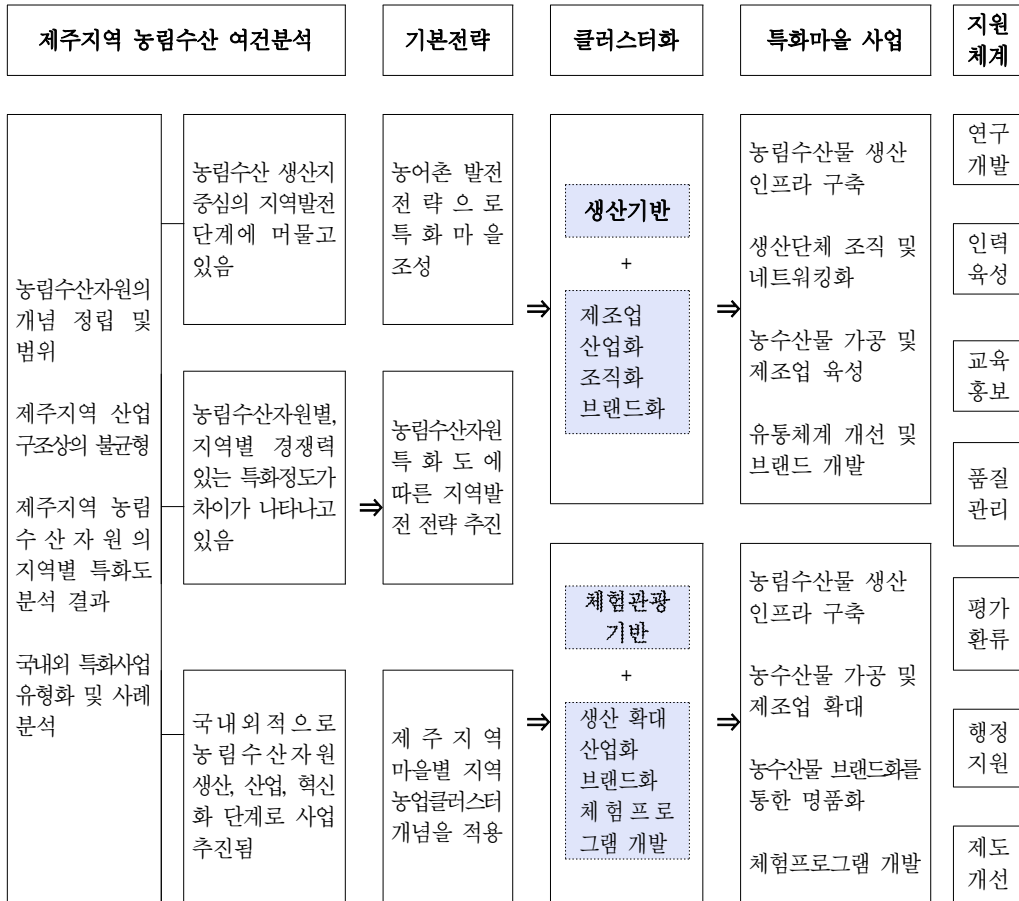 제주지역 농림수산 여건분석
기본전략
클러스터화
특화마을 사업
지원
체계
농림수산자원의
개념 정립 및
범위
제주지역 산업
구조상의 불균형
제주지역 농림
수산자원의
지역별 특화도
분석 결과
국내외 특화사업
유형화 및 사례
분석
농림수산 생산지
중심의 지역발전
단계에 머물고
있음
농림수산자원별,
지역별 경쟁력
있는 특화정도가
차이가 나타나고
있음
국내외적으로
농림수산자원
생산, 산업, 혁신
화 단계로 사업
추진됨
⇒
농어촌 발전
전략으로
특화마을
조성
농림수산자원
특화도에
따른 지역발
전 전략 추진
제주지역
마을별 지역
농업클러스터
개념을 적용
⇒
⇒
생산기반
+
제조업
산업화
조직화
브랜드화
체험관광
기반
+
생산 확대
산업화
브랜드화
체험프로
그램 개발
⇒
⇒
농림수산물 생산
인프라 구축
생산단체 조직 및
네트워킹화
농수산물 가공 및
제조업 육성
유통체계 개선 및
브랜드 개발
농림수산물 생산
인프라 구축
농수산물 가공 및
제조업 확대
농수산물 브랜드화를
통한 명품화
체험프로그램 개발
연구
개발
인력
육성
교육
홍보
품질
관리
평가
환류
행정
지원
제도
개선